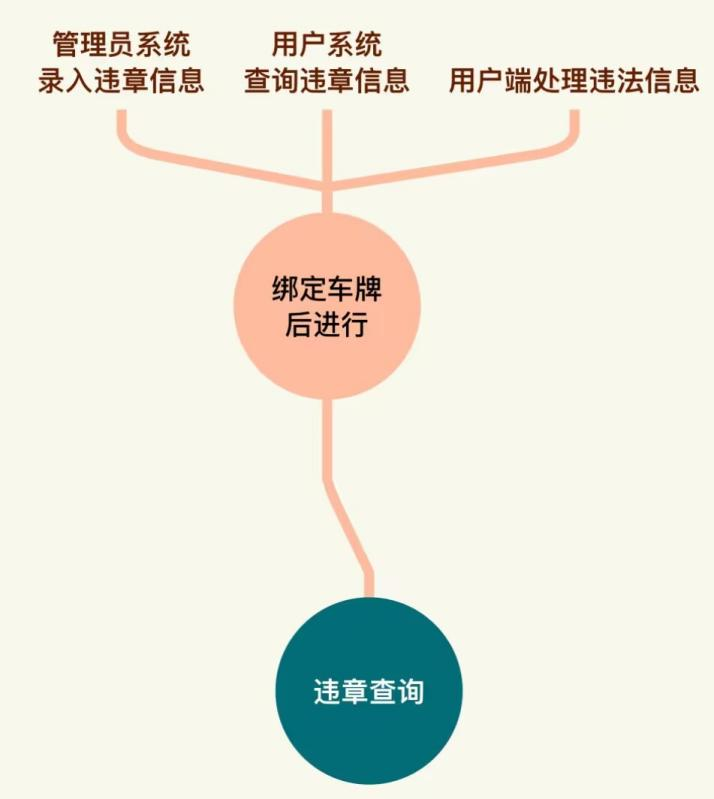 管理员系统
录入违章信息
用户系统
查询违章信息
用户端处理违法信息
绑定车牌
后进行
违章查询